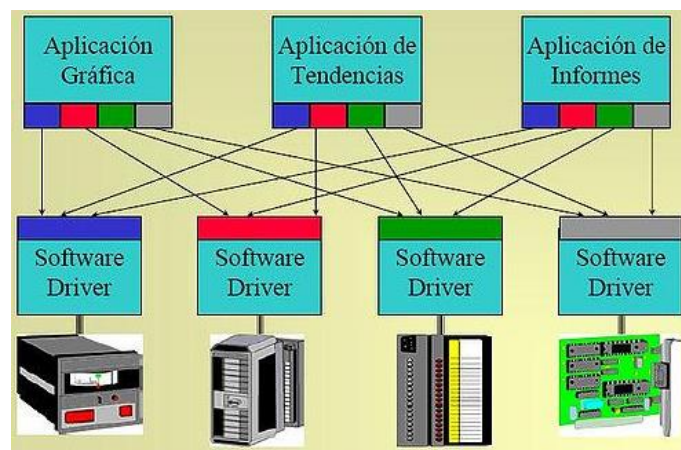 Aplicación
Gráfica
Aplicación de
Tendencias
Aplicación de
Informes
Software
Driver
Software
Driver
Software
Driver
Software
Driver